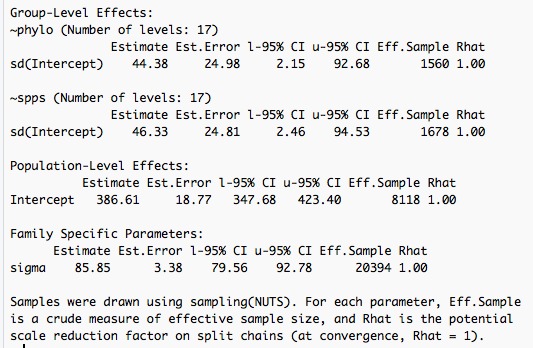 Group-Level Effects:
~phylo (Number of levels: 17)
Estimate Est.Error l-95% CI u-95% CI Eff.Sample Rhat
sd(Intercept) 44.38 24.98 2.15 92.68 1560 1.00
~spps (Number of levels: 17)
Estimate Est.Error l-95% CI u-95% CI Eff.Sample Rhat
sd(Intercept) 46.33 24.81 2.46 94.53 1678 1.00
Population-Level Effects:
Estimate Est.Error l-95% CI u-95% CI Eff.Sample Rhat
Intercept 386.61 18.77 347.68 423.40 8118 1.00
Family Specific Parameters:
Estimate Est.Error l-95% CI u-95% CI Eff.Sample Rhat
sigma 85.85 3.38 79.56 92.78 20394 1.00
Samples were drawn using sampling(NUTS). For each parameter, Eff.Sample
is a crude measure of effective sample size, and Rhat is the potential
scale reduction factor on split chains (at convergence, Rhat = 1).